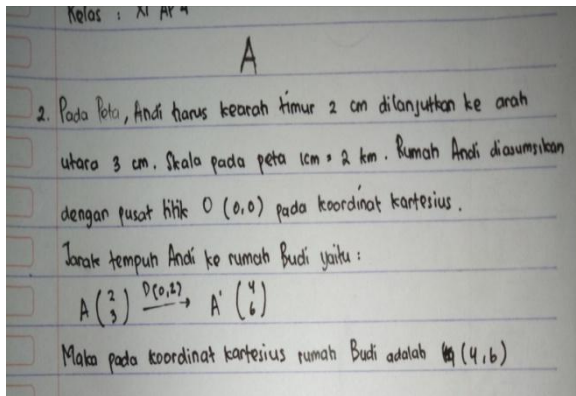 Kelas : XI AP 4
A
2. Pada Peta, Andi harus kearah timur 2 cm dilanjutkan ke arah
utara 3 cm. Skala pada peta 1cm = 2 km. Rumah Andi diasumsikan
dengan pusat titik O (0,0) pada koordinat kartesius.
Jarak tempuh Andi ke rumah Budi yaitu :
A (2 3) D(0,2) → A' (4 6)
Maka pada koordinat kartesius rumah Budi adalah (4,6)